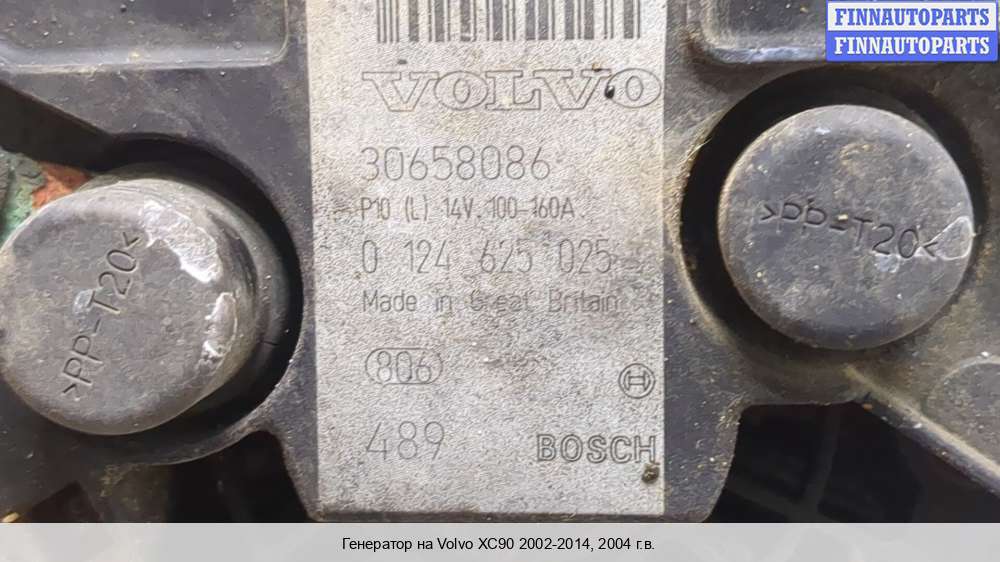 FINNAUTOPARTS
FINNAUTOPARTS
VOLVO
30658086
P10 (L) 14V. 100-160A.
0 124 625 025
Made in Great Britain
806
489
BOSCH
>PP-T20<
>PP-T20<
Генератор на Volvo XC90 2002-2014, 2004 г.в.